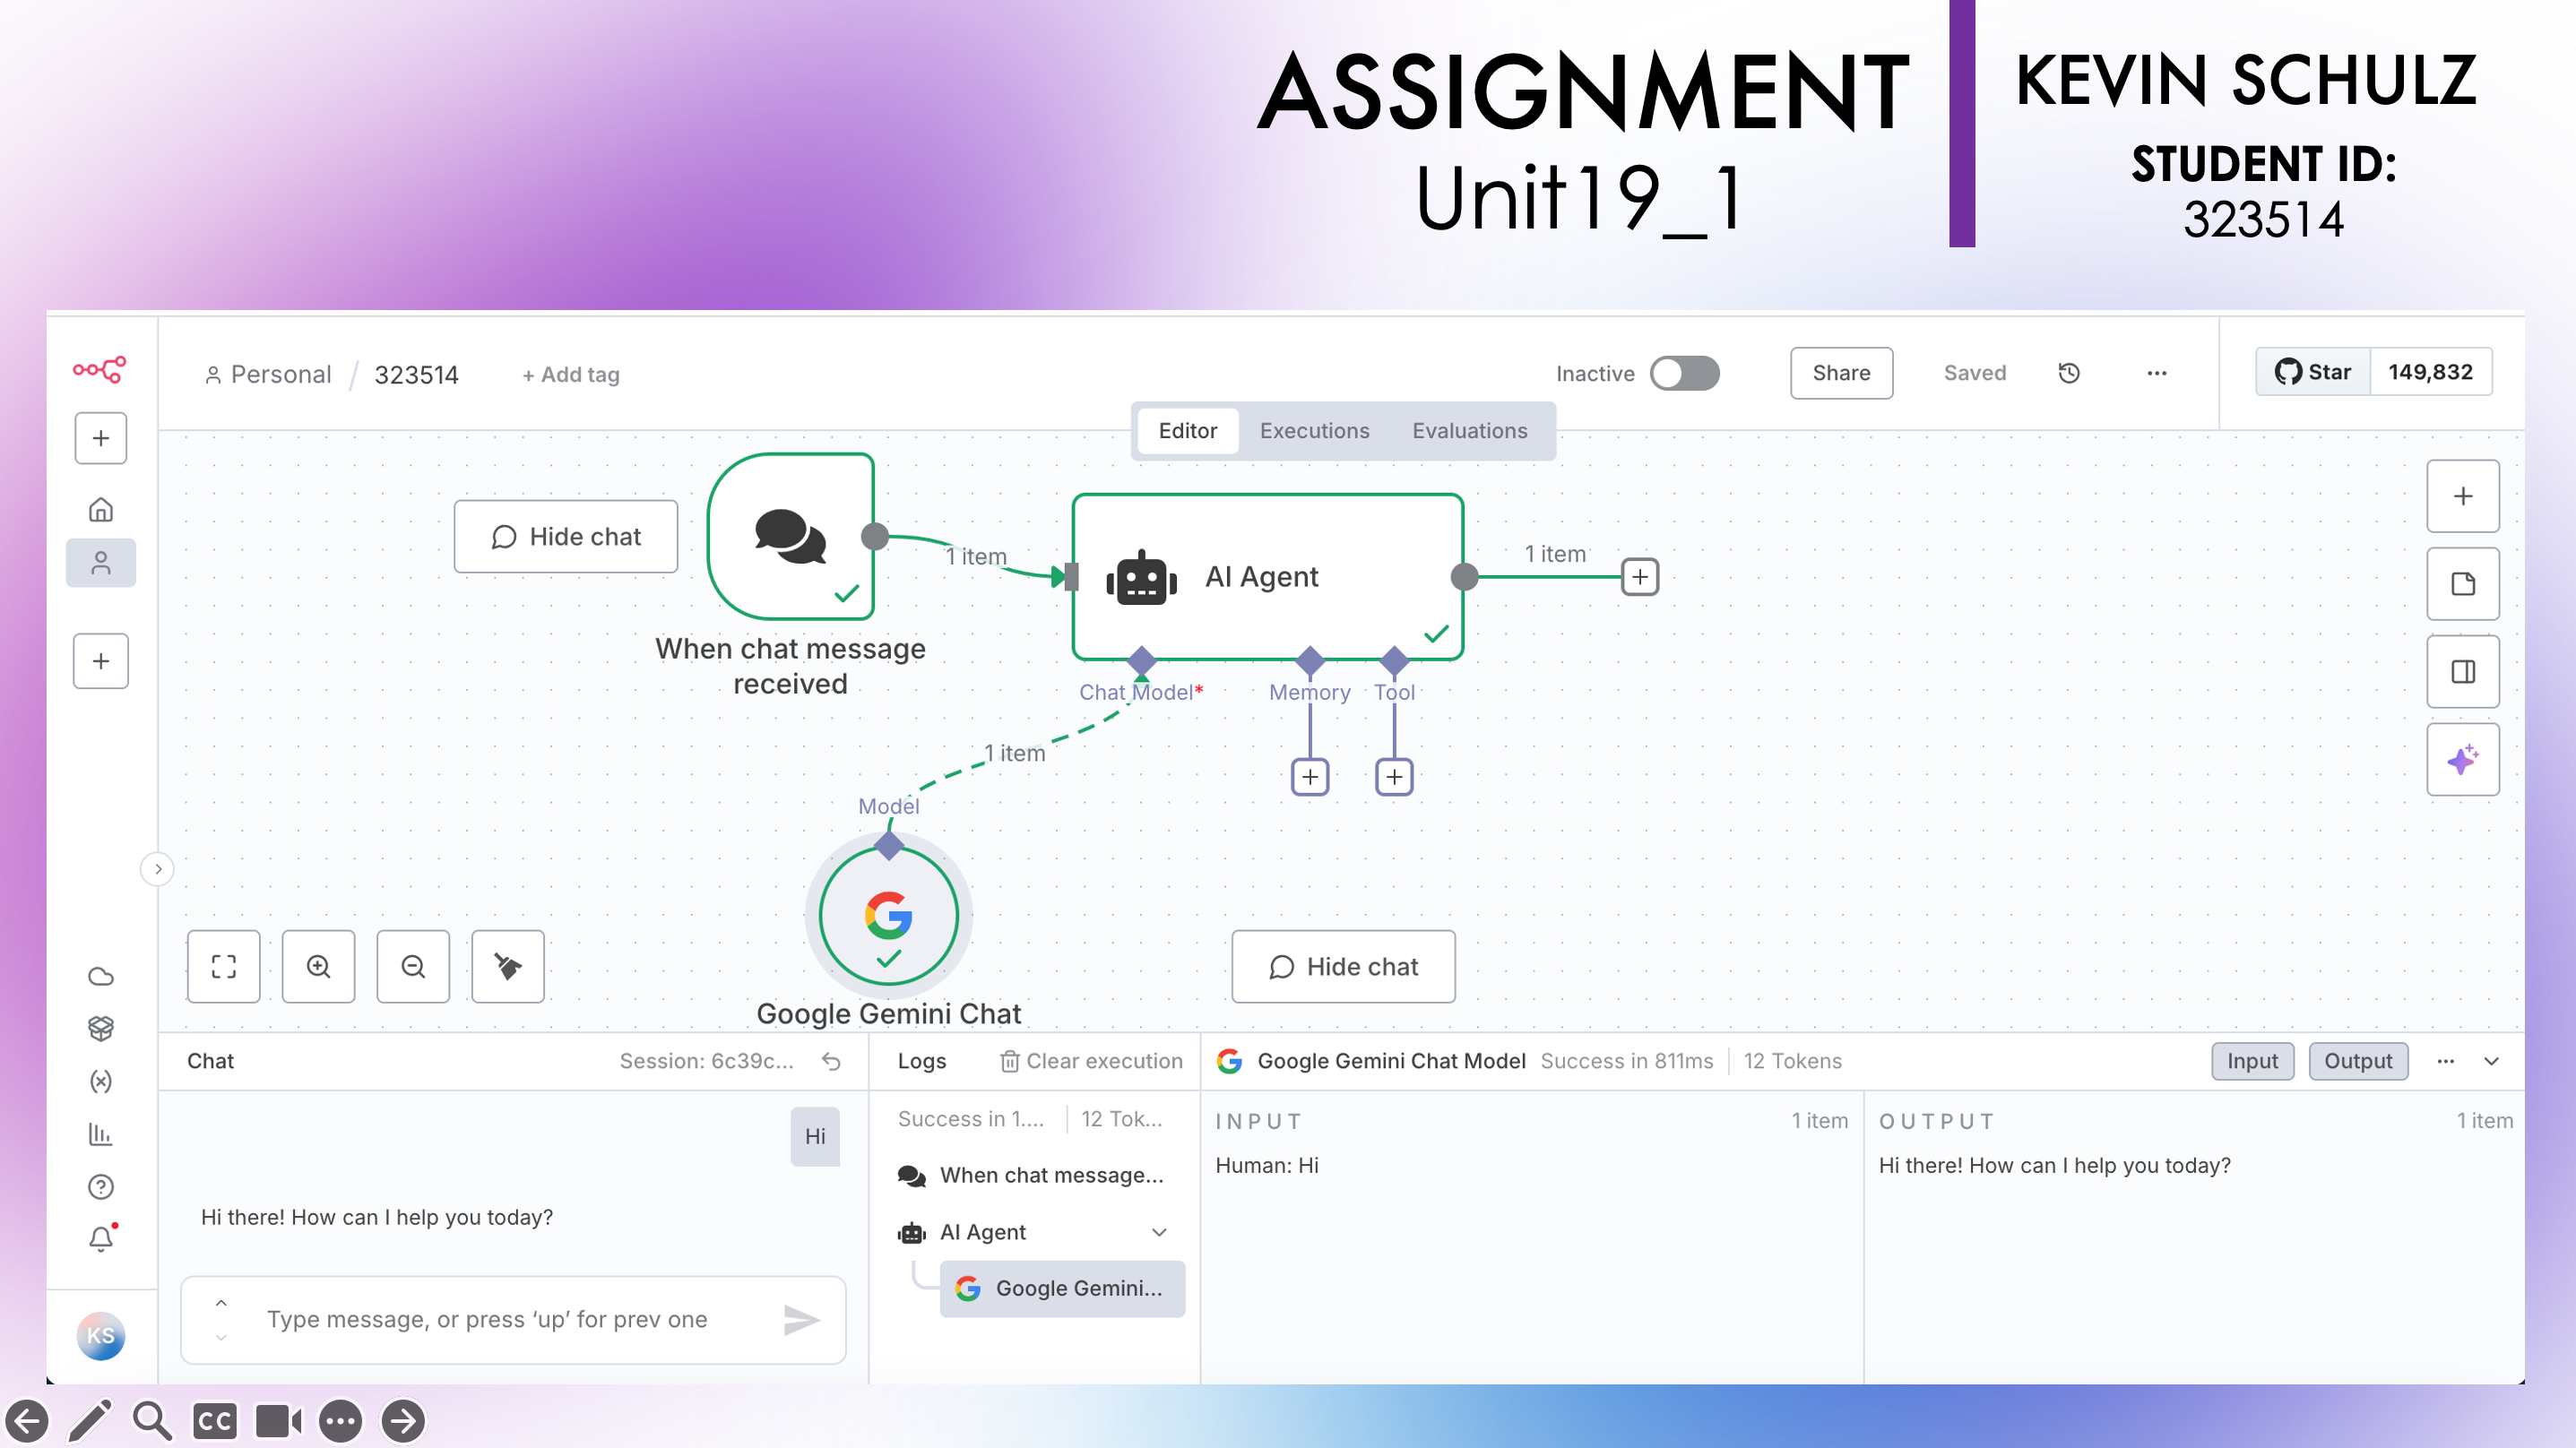 ASSIGNMENT
Unit19_1
KEVIN SCHULZ
STUDENT ID:
323514
Personal / 323514
+ Add tag
Inactive
Share
Saved
Star
149,832
Editor
Executions
Evaluations
Hide chat
1 item
AI Agent
1 item
When chat message
received
Chat Model*
Memory
Tool
1 item
Model
Google Gemini Chat
Hide chat
Chat
Session: 6c39c...
Logs
Clear execution
Google Gemini Chat Model
Success in 811ms
12 Tokens
Input
Output
Hi
Hi there! How can I help you today?
Type message, or press ‘up’ for prev one
Success in 1....
12 Tok...
When chat message...
AI Agent
Google Gemini...
INPUT
1 item
Human: Hi
OUTPUT
1 item
Hi there! How can I help you today?
KS
CC